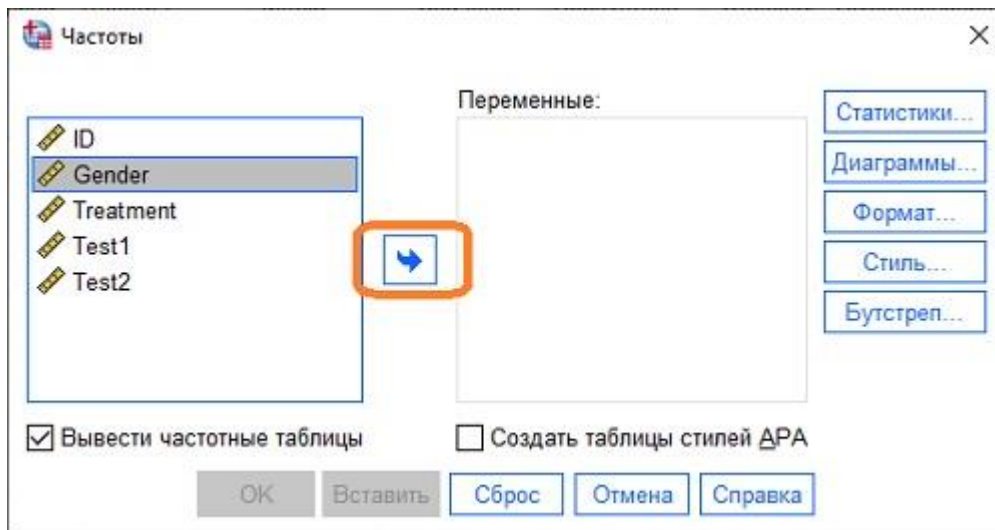 Частоты
Переменные:
ID
Gender
Treatment
Test1
Test2
Статистики...
Диаграммы...
Формат...
Стиль...
Бутстреп...
Вывести частотные таблицы
Создать таблицы стилей APA
OK
Вставить
Сброс
Отмена
Справка